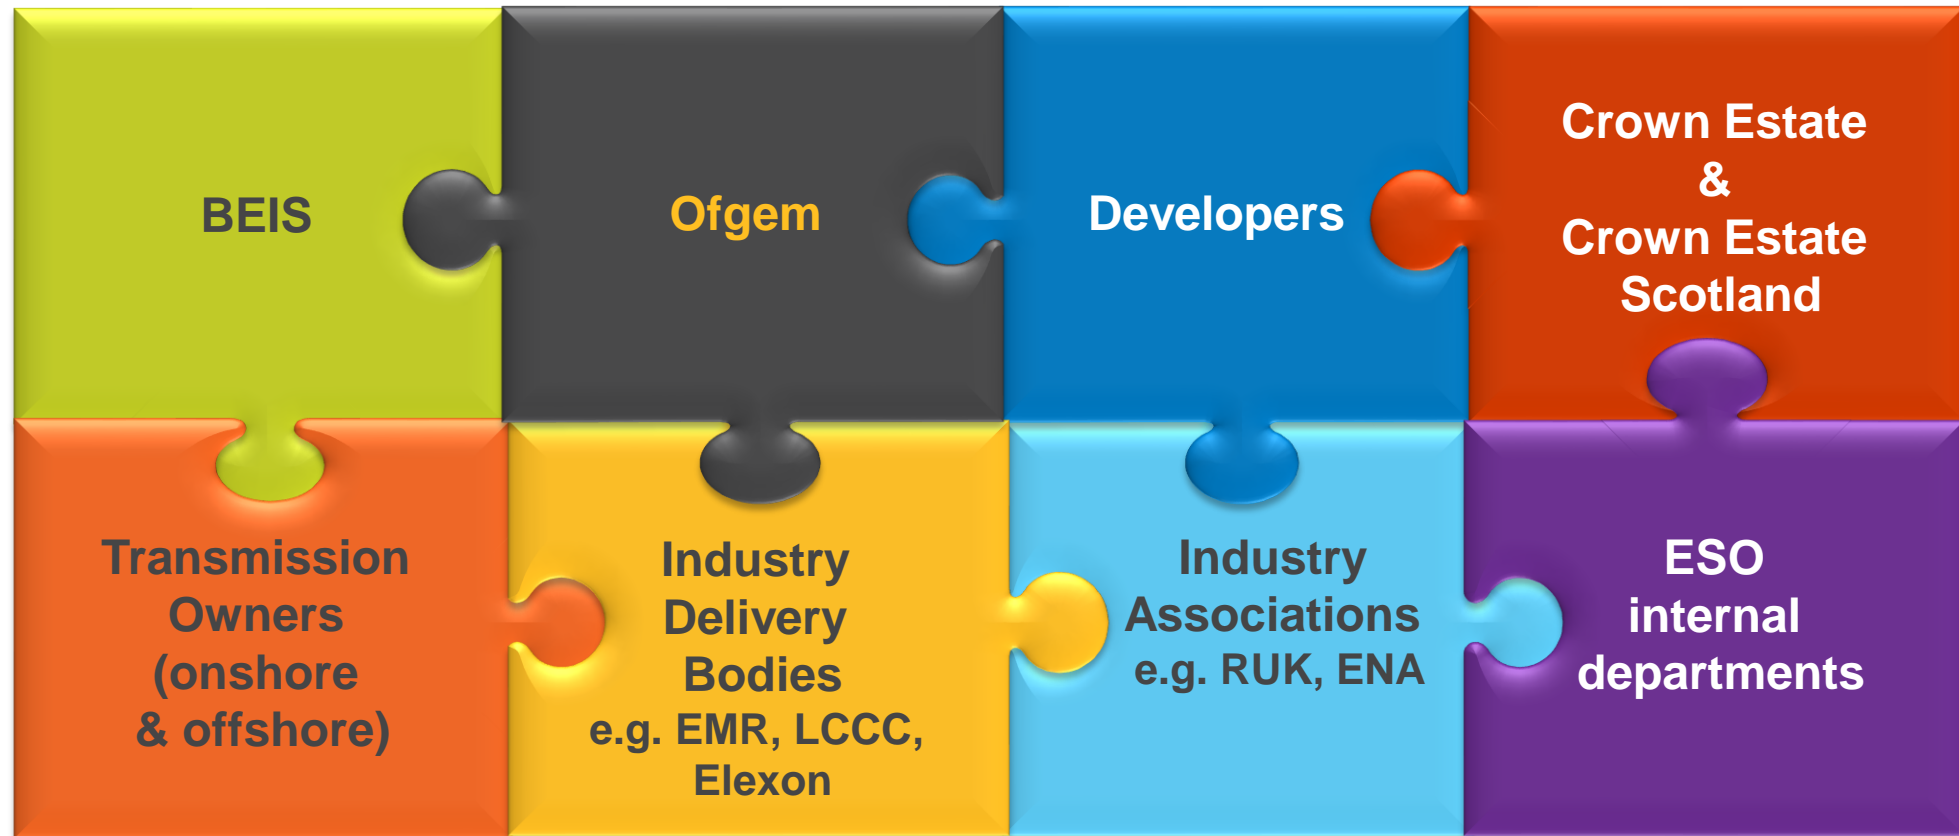 BEIS
Ofgem
Developers
Crown Estate
&
Crown Estate
Scotland
Transmission
Owners
(onshore
& offshore)
Industry
Delivery
Bodies
e.g. EMR, LCCC,
Elexon
Industry
Associations
e.g. RUK, ENA
ESO
internal
departments